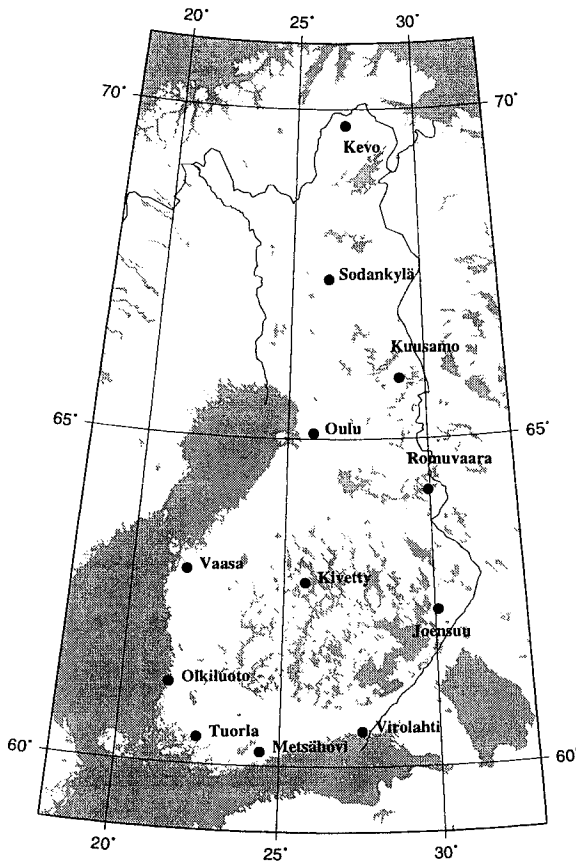 20°
25°
30°
70°
70°
Kevo
Sodankylä
Kuusamo
Oulu
65°
65°
Romuvaara
Vaasa
Kivetty
Joensuu
Olkiluoto
Tuorla
Virolahti
Metsähovi
60°
60°
20°
25°
30°